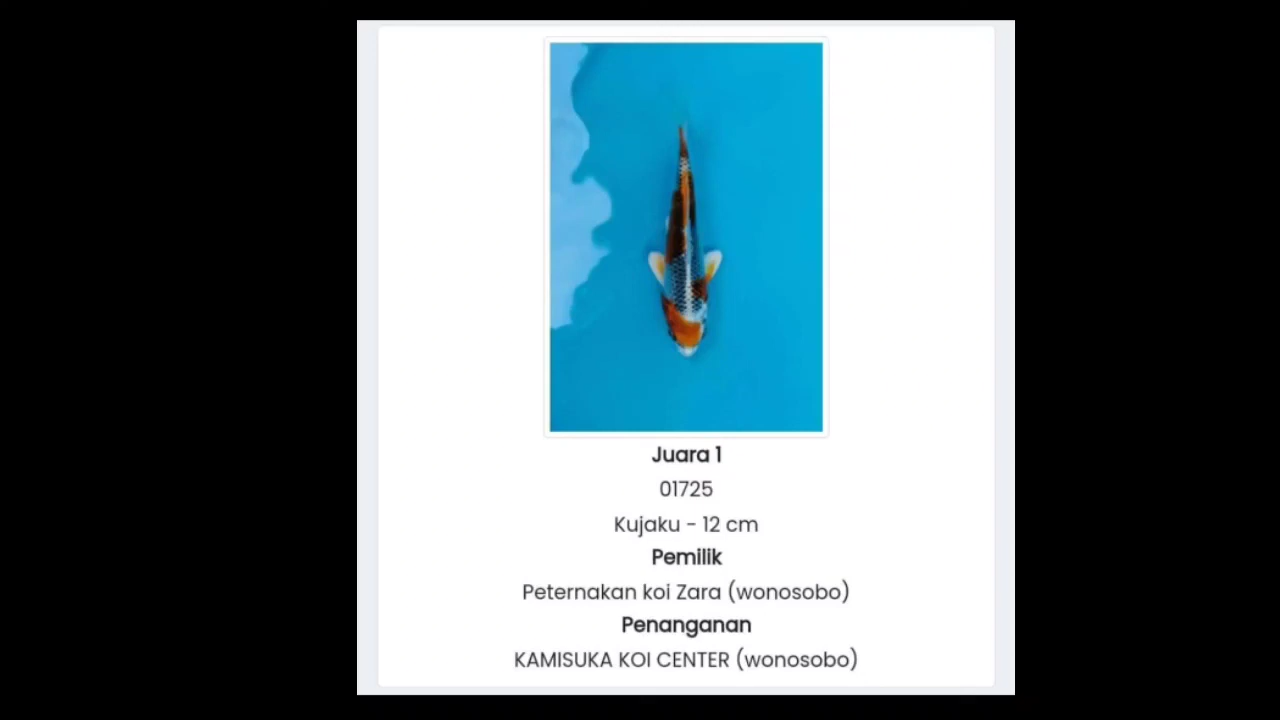 Juara 1
01725
Kujaku - 12 cm
Pemilik
Peternakan koi Zara (wonosobo)
Penanganan
KAMISUKA KOI CENTER (wonosobo)